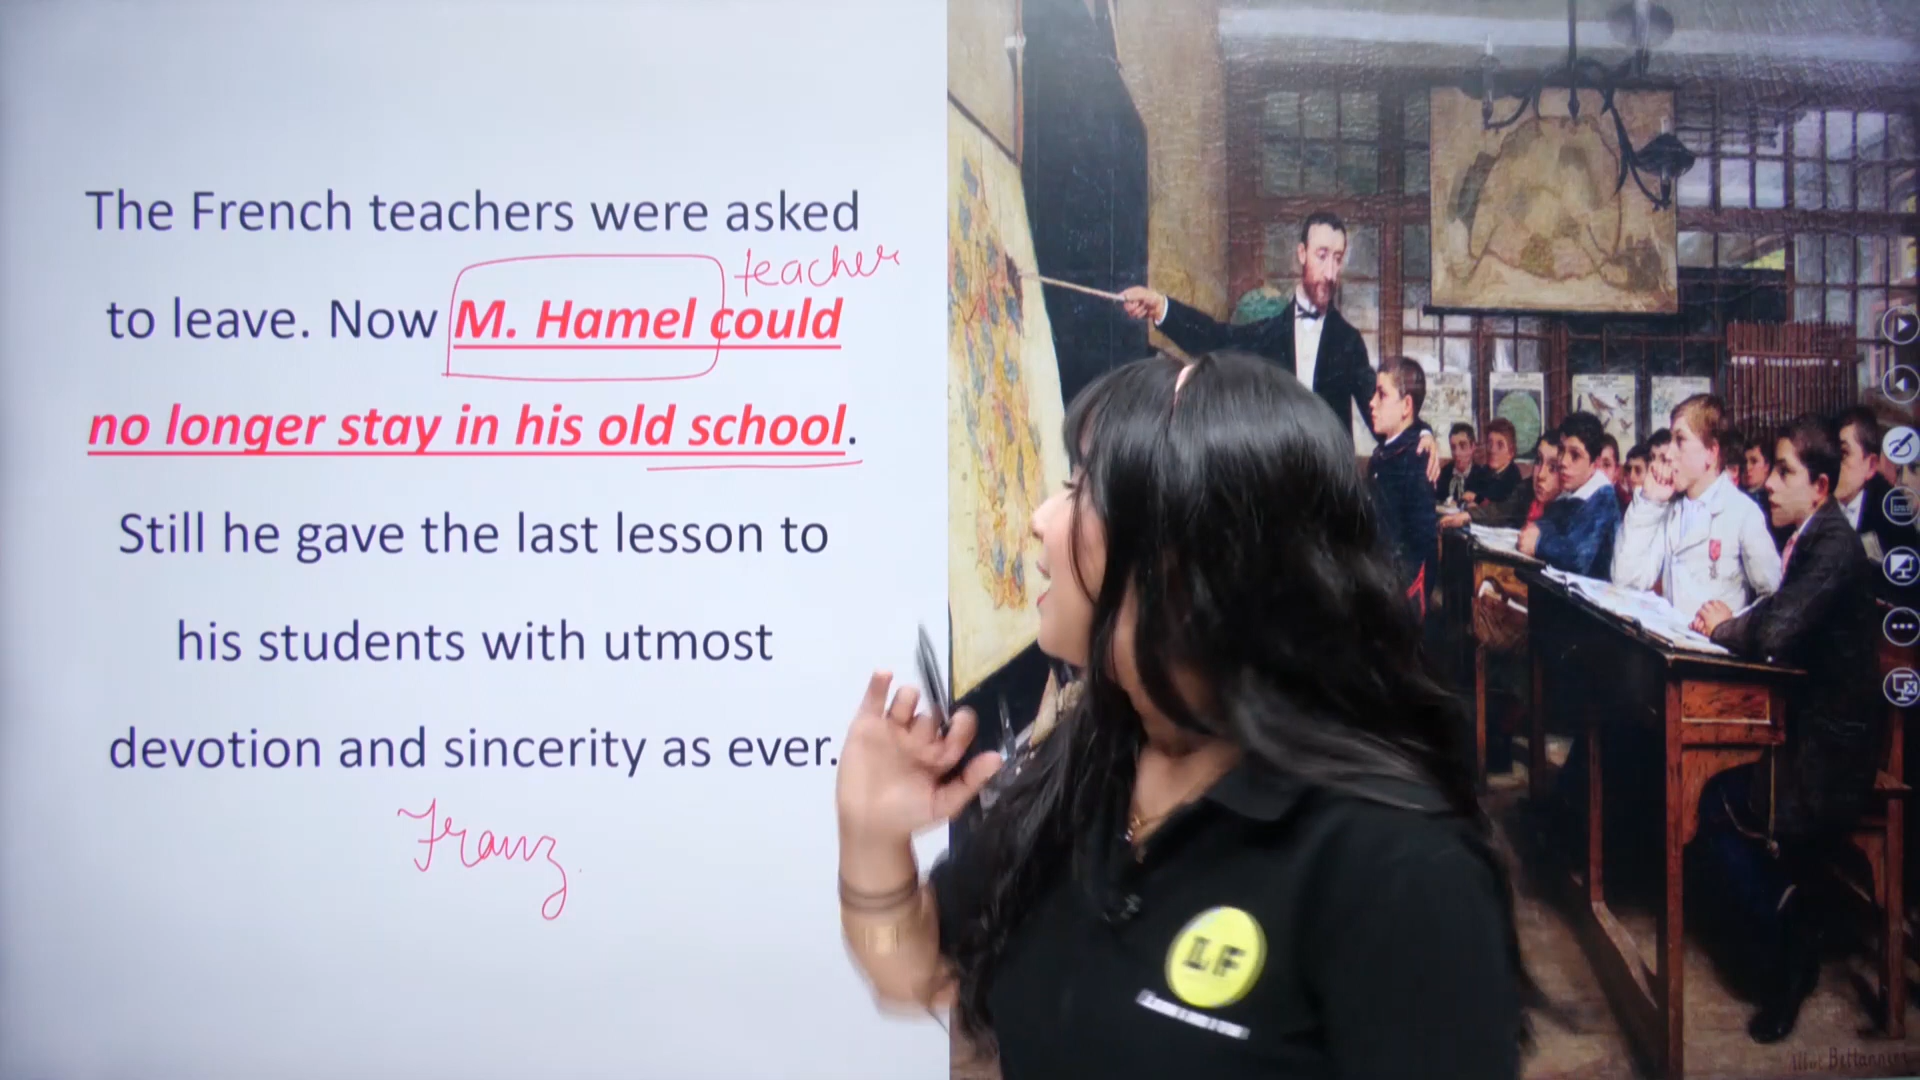 The French teachers were asked
teacher
to leave. Now M. Hamel could
no longer stay in his old school.
Still he gave the last lesson to
his students with utmost
devotion and sincerity as ever.
Franz
LF